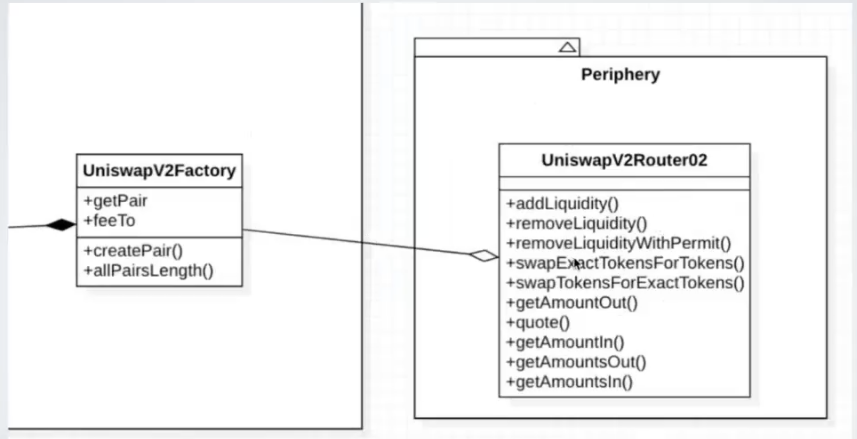 UniswapV2Factory
+getPair
+feeTo
+createPair()
+allPairsLength()
Periphery
UniswapV2Router02
+addLiquidity()
+removeLiquidity()
+removeLiquidityWithPermit()
+swapExactTokensForTokens()
+swapTokensForExactTokens()
+getAmountOut()
+quote()
+getAmountIn()
+getAmountsOut()
+getAmountsIn()